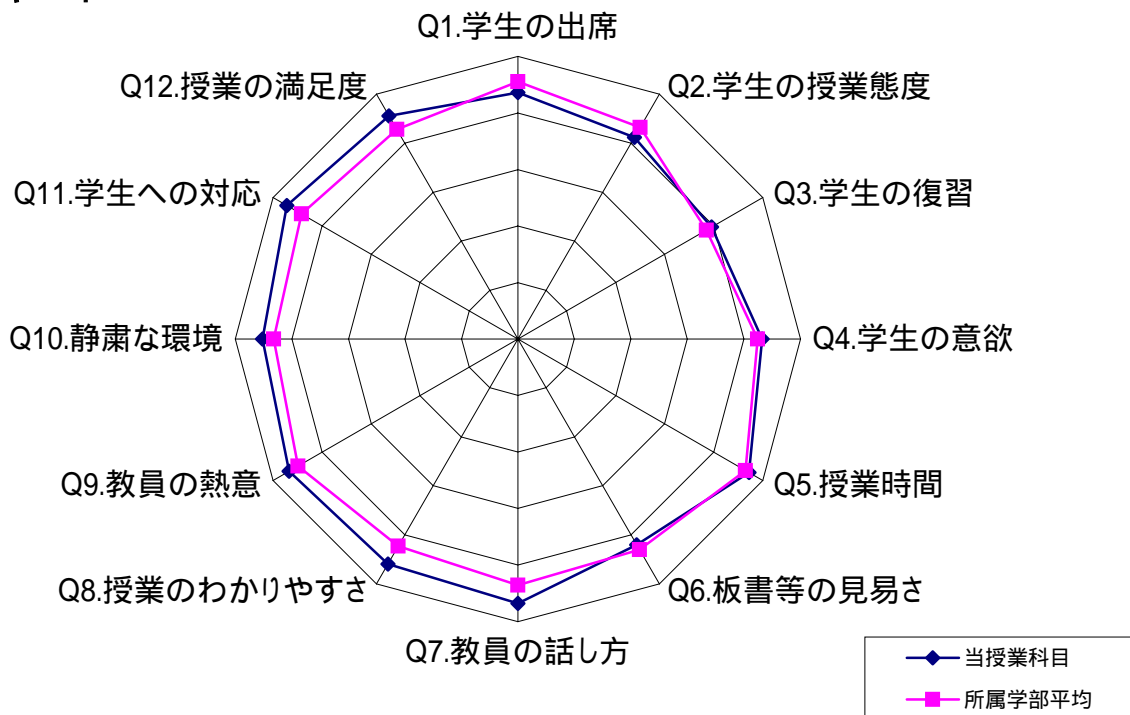 Q1.学生の出席
Q2.学生の授業態度
Q3.学生の復習
Q4.学生の意欲
Q5.授業時間
Q6.板書等の見易さ
Q7.教員の話し方
Q8.授業のわかりやすさ
Q9.教員の熱意
Q10.静粛な環境
Q11.学生への対応
Q12.授業の満足度
当授業科目
所属学部平均